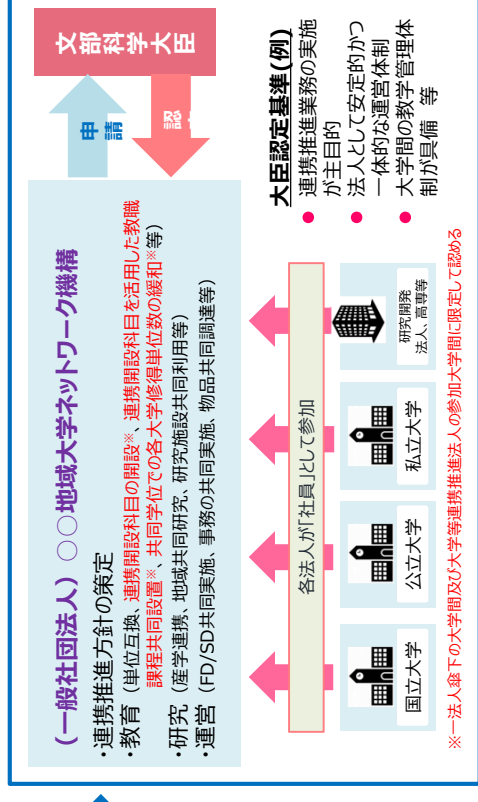 (一般社団法人)○○地域大学ネットワーク機構
・連携推進方針の策定
・教育(単位互換、連携開設科目の開設※、連携開設科目を活用した教職
課程共同設置※、共同学位での各大学修得単位数の緩和※等)
・研究(産学連携、地域共同研究、研究施設共同利用等)
・運営(FD/SD共同実施、事務の共同実施、物品共同調達等)
申請
文部科学大臣
各法人が「社員」として参加
国立大学
公立大学
私立大学
研究開発
法人、高専等
大臣認定基準(例)
● 連携推進業務の実施
が主目的
● 法人として安定的かつ
一体的な運営体制
● 大学間の教学管理体
制が具備 等
※一法人傘下の大学間及び大学等連携推進法人の参加大学間に限定して認める